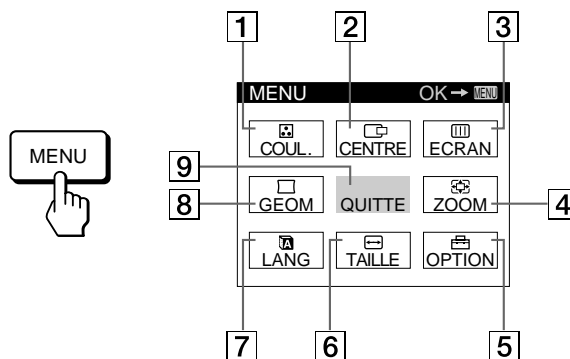 1 2 3
MENU OK→ MENU
COUL. CENTRE ECRAN
MENU
9
8 GEOM QUITTE ZOOM 4
LANG TAILLE OPTION
7 6 5